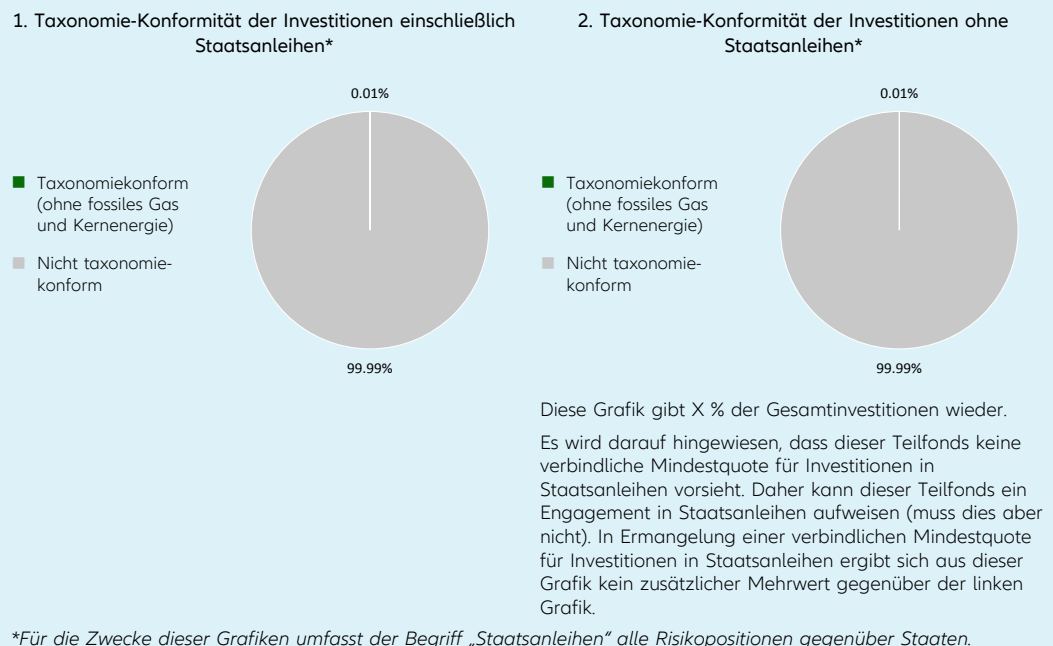 1. Taxonomie-Konformität der Investitionen einschließlich
Staatsanleihen*
0.01%
Taxonomiekonform
(ohne fossiles Gas
und Kernenergie)
Nicht taxonomie-
konform
99.99%
2. Taxonomie-Konformität der Investitionen ohne
Staatsanleihen*
0.01%
Taxonomiekonform
(ohne fossiles Gas
und Kernenergie)
Nicht taxonomie-
konform
99.99%
Diese Grafik gibt X % der Gesamtinvestitionen wieder.
Es wird darauf hingewiesen, dass dieser Teilfonds keine
verbindliche Mindestquote für Investitionen in
Staatsanleihen vorsieht. Daher kann dieser Teilfonds ein
Engagement in Staatsanleihen aufweisen (muss dies aber
nicht). In Ermangelung einer verbindlichen Mindestquote
für Investitionen in Staatsanleihen ergibt sich aus dieser
Grafik kein zusätzlicher Mehrwert gegenüber der linken
Grafik.
*Für die Zwecke dieser Grafiken umfasst der Begriff „Staatsanleihen“ alle Risikopositionen gegenüber Staaten.